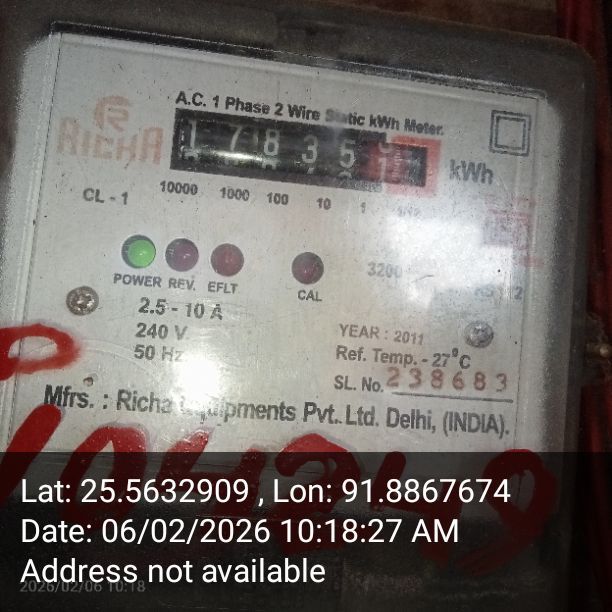 A.C. 1 Phase 2 Wire Static kWh Meter.
RICHA
1 7 8 3 5
kWh
CL - 1
10000 1000 100 10 1 1/10
POWER REV. EFLT
CAL
3200
2.5 - 10 A
240 V
50 Hz
YEAR : 2011
Ref. Temp. - 27°C
SL. No. 238683
Mfrs. : Richa Equipments Pvt. Ltd. Delhi, (INDIA).
104249
Lat: 25.5632909 , Lon: 91.8867674
Date: 06/02/2026 10:18:27 AM
Address not available
2026/02/06 10:18